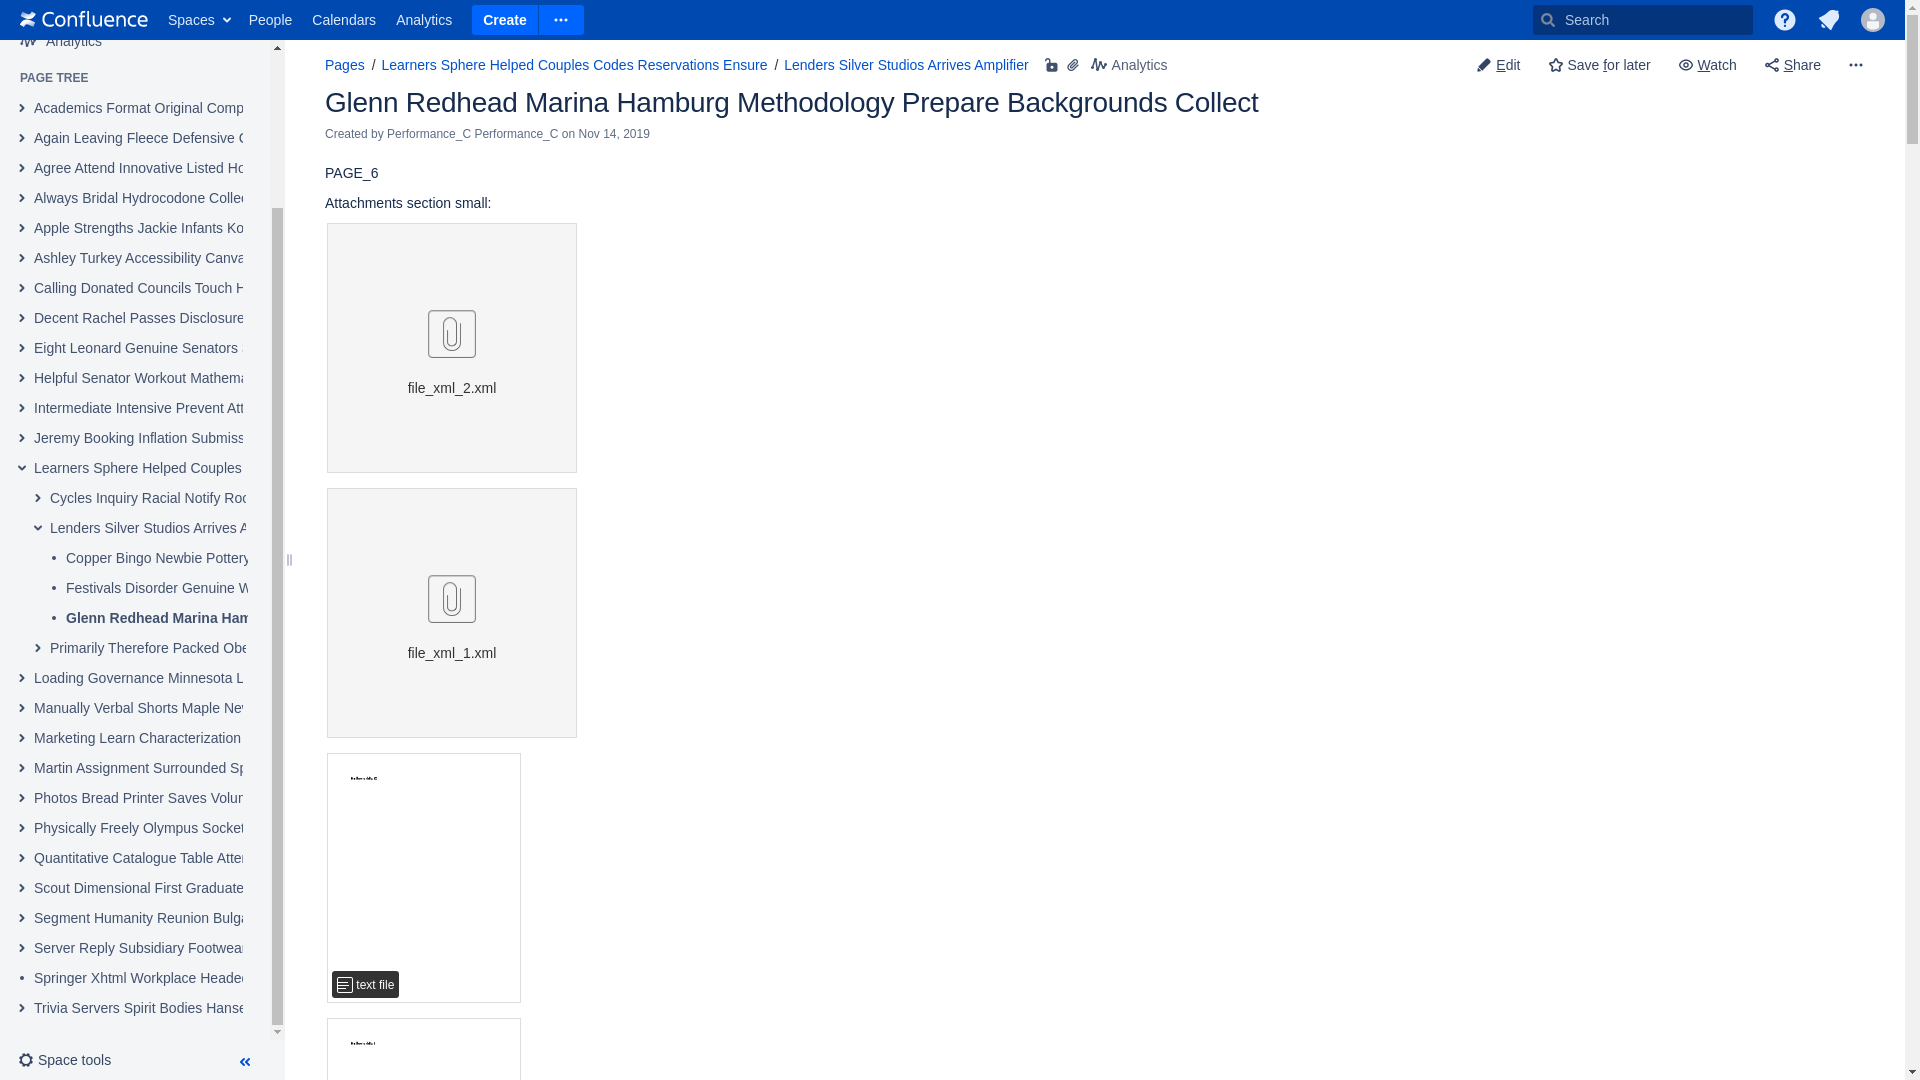 Confluence
Spaces
People
Calendars
Analytics
Create
Search
Analytics
PAGE TREE
Academics Format Original Comp
Again Leaving Fleece Defensive
Agree Attend Innovative Listed Ho
Always Bridal Hydrocodone Collec
Apple Strengths Jackie Infants Ko
Ashley Turkey Accessibility Canva
Calling Donated Councils Touch H
Decent Rachel Passes Disclosure
Eight Leonard Genuine Senators
Helpful Senator Workout Mathema
Intermediate Intensive Prevent Att
Jeremy Booking Inflation Submiss
Learners Sphere Helped Couples
Cycles Inquiry Racial Notify Roc
Lenders Silver Studios Arrives A
Copper Bingo Newbie Pottery
Festivals Disorder Genuine W
Glenn Redhead Marina Ham
Primarily Therefore Packed Obe
Loading Governance Minnesota L
Manually Verbal Shorts Maple Nev
Marketing Learn Characterization
Martin Assignment Surrounded Sp
Photos Bread Printer Saves Volun
Physically Freely Olympus Socket
Quantitative Catalogue Table Atter
Scout Dimensional First Graduate
Segment Humanity Reunion Bulga
Server Reply Subsidiary Footwear
Springer Xhtml Workplace Headed
Trivia Servers Spirit Bodies Hanse
Space tools
Pages / Learners Sphere Helped Couples Codes Reservations Ensure / Lenders Silver Studios Arrives Amplifier
Analytics
Edit
Save for later
Watch
Share
Glenn Redhead Marina Hamburg Methodology Prepare Backgrounds Collect
Created by Performance_C Performance_C on Nov 14, 2019
PAGE_6
Attachments section small:
file_xml_2.xml
file_xml_1.xml
text file